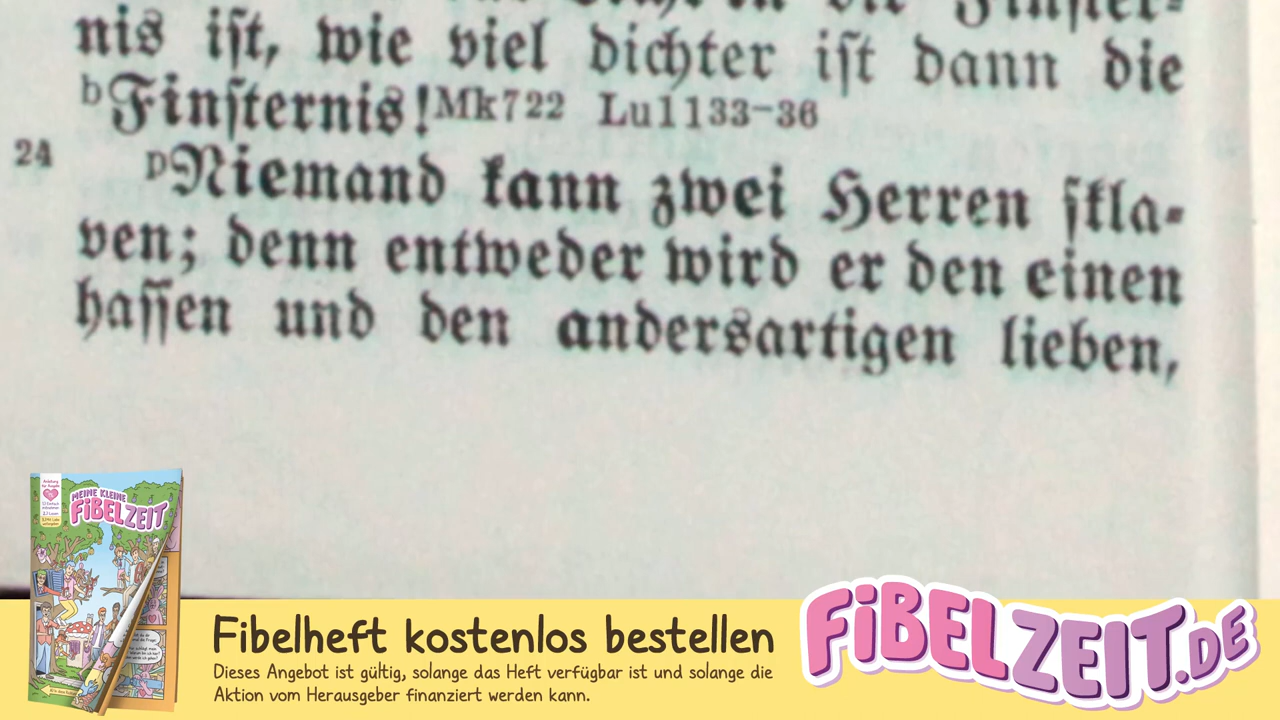 nis ist, wie viel dichter ist dann die
bFinsternis! Mk722 Lu1133-36
24 pNiemand kann zwei Herren skla-
ven; denn entweder wird er den einen
hassen und den andersartigen lieben,
MEINE KLEINE
FiBELZEiT
Fibelheft kostenlos bestellen
Dieses Angebot ist gültig, solange das Heft verfügbar ist und solange die
Aktion vom Herausgeber finanziert werden kann.
FiBELZEiT.DE